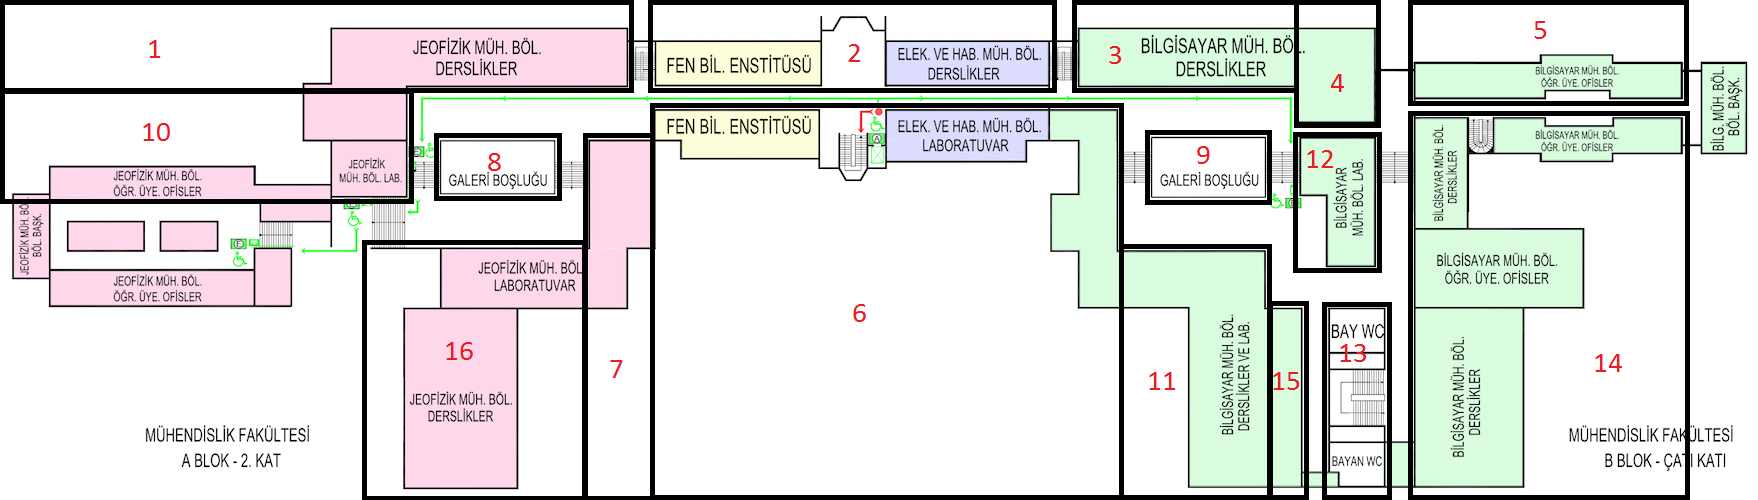 1
JEOFİZİK MÜH. BÖL.
DERSLİKLER
FEN BİL. ENSTİTÜSÜ
2
ELEK. VE HAB. MÜH. BÖL.
DERSLİKLER
3
BİLGİSAYAR MÜH. BÖL.
DERSLİKLER
4
5
BİLGİSAYAR MÜH. BÖL.
ÖĞR. ÜYE. OFİSLER
BİLG. MÜH. BÖL.
BÖL. BAŞK.
10
JEOFİZİK
MÜH. BÖL. LAB.
JEOFİZİK MÜH. BÖL.
ÖĞR. ÜYE. OFİSLER
JEOFİZİK MÜH. BÖL.
BÖL. BAŞK.
JEOFİZİK MÜH. BÖL.
ÖĞR. ÜYE. OFİSLER
8
GALERİ BOŞLUĞU
FEN BİL. ENSTİTÜSÜ
A
ELEK. VE HAB. MÜH. BÖL.
LABORATUVAR
9
GALERİ BOŞLUĞU
12
BİLGİSAYAR
MÜH. BÖL. LAB.
BİLGİSAYAR MÜH. BÖL.
DERSLİKLER
BİLGİSAYAR MÜH. BÖL.
ÖĞR. ÜYE. OFİSLER
BİLGİSAYAR MÜH. BÖL.
ÖĞR. ÜYE. OFİSLER
JEOFİZİK MÜH. BÖL.
LABORATUVAR
16
JEOFİZİK MÜH. BÖL.
DERSLİKLER
7
6
11
BİLGİSAYAR MÜH. BÖL.
DERSLİKLER VE LAB.
15
BAY WC
13
BAYAN WC
BİLGİSAYAR MÜH. BÖL.
DERSLİKLER
14
MÜHENDİSLİK FAKÜLTESİ
A BLOK - 2. KAT
MÜHENDİSLİK FAKÜLTESİ
B BLOK - ÇATI KATI